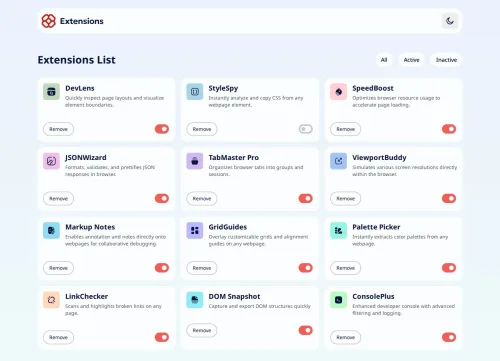 Extensions
Extensions List
All
Active
Inactive
DevLens
Quickly inspect page layouts and visualize
element boundaries.
Remove
StyleSpy
Instantly analyze and copy CSS from any
webpage element.
Remove
SpeedBoost
Optimizes browser resource usage to
accelerate page loading.
Remove
JSONWizard
Formats, validates, and prettifies JSON
responses in browser.
Remove
TabMaster Pro
Organizes browser tabs into groups and
sessions.
Remove
ViewportBuddy
Simulates various screen resolutions directly
within the browser.
Remove
Markup Notes
Enables annotation and notes directly onto
webpages for collaborative debugging.
Remove
GridGuides
Overlay customizable grids and alignment
guides on any webpage.
Remove
Palette Picker
Instantly extracts color palettes from any
webpage.
Remove
LinkChecker
Scans and highlights broken links on any
page.
Remove
DOM Snapshot
Capture and export DOM structures quickly
Remove
ConsolePlus
Enhanced developer console with advanced
filtering and logging.
Remove